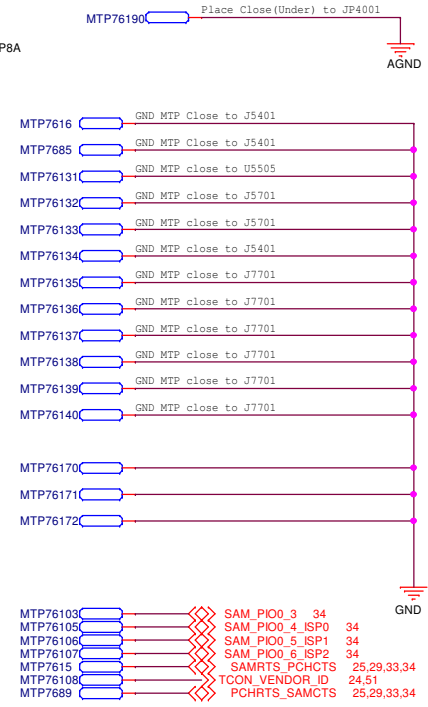 Place Close(Under) to JP4001
MTP76190
P8A
AGND
MTP7616 GND MTP Close to J5401
MTP7685 GND MTP Close to J5401
MTP76131 GND MTP close to U5505
MTP76132 GND MTP close to J5701
MTP76133 GND MTP close to J5701
MTP76134 GND MTP close to J5401
MTP76135 GND MTP close to J7701
MTP76136 GND MTP close to J7701
MTP76137 GND MTP close to J7701
MTP76138 GND MTP close to J7701
MTP76139 GND MTP close to J7701
MTP76140 GND MTP close to J7701
MTP76170
MTP76171
MTP76172
GND
MTP76103 SAM_PIO0_3 34
MTP76105 SAM_PIO0_4_ISP0 34
MTP76106 SAM_PIO0_5_ISP1 34
MTP76107 SAM_PIO0_6_ISP2 34
MTP7615 SAMRTS_PCHCTS 25,29,33,34
MTP76108 TCON_VENDOR_ID 24,51
MTP7689 PCHRTS_SAMCTS 25,29,33,34